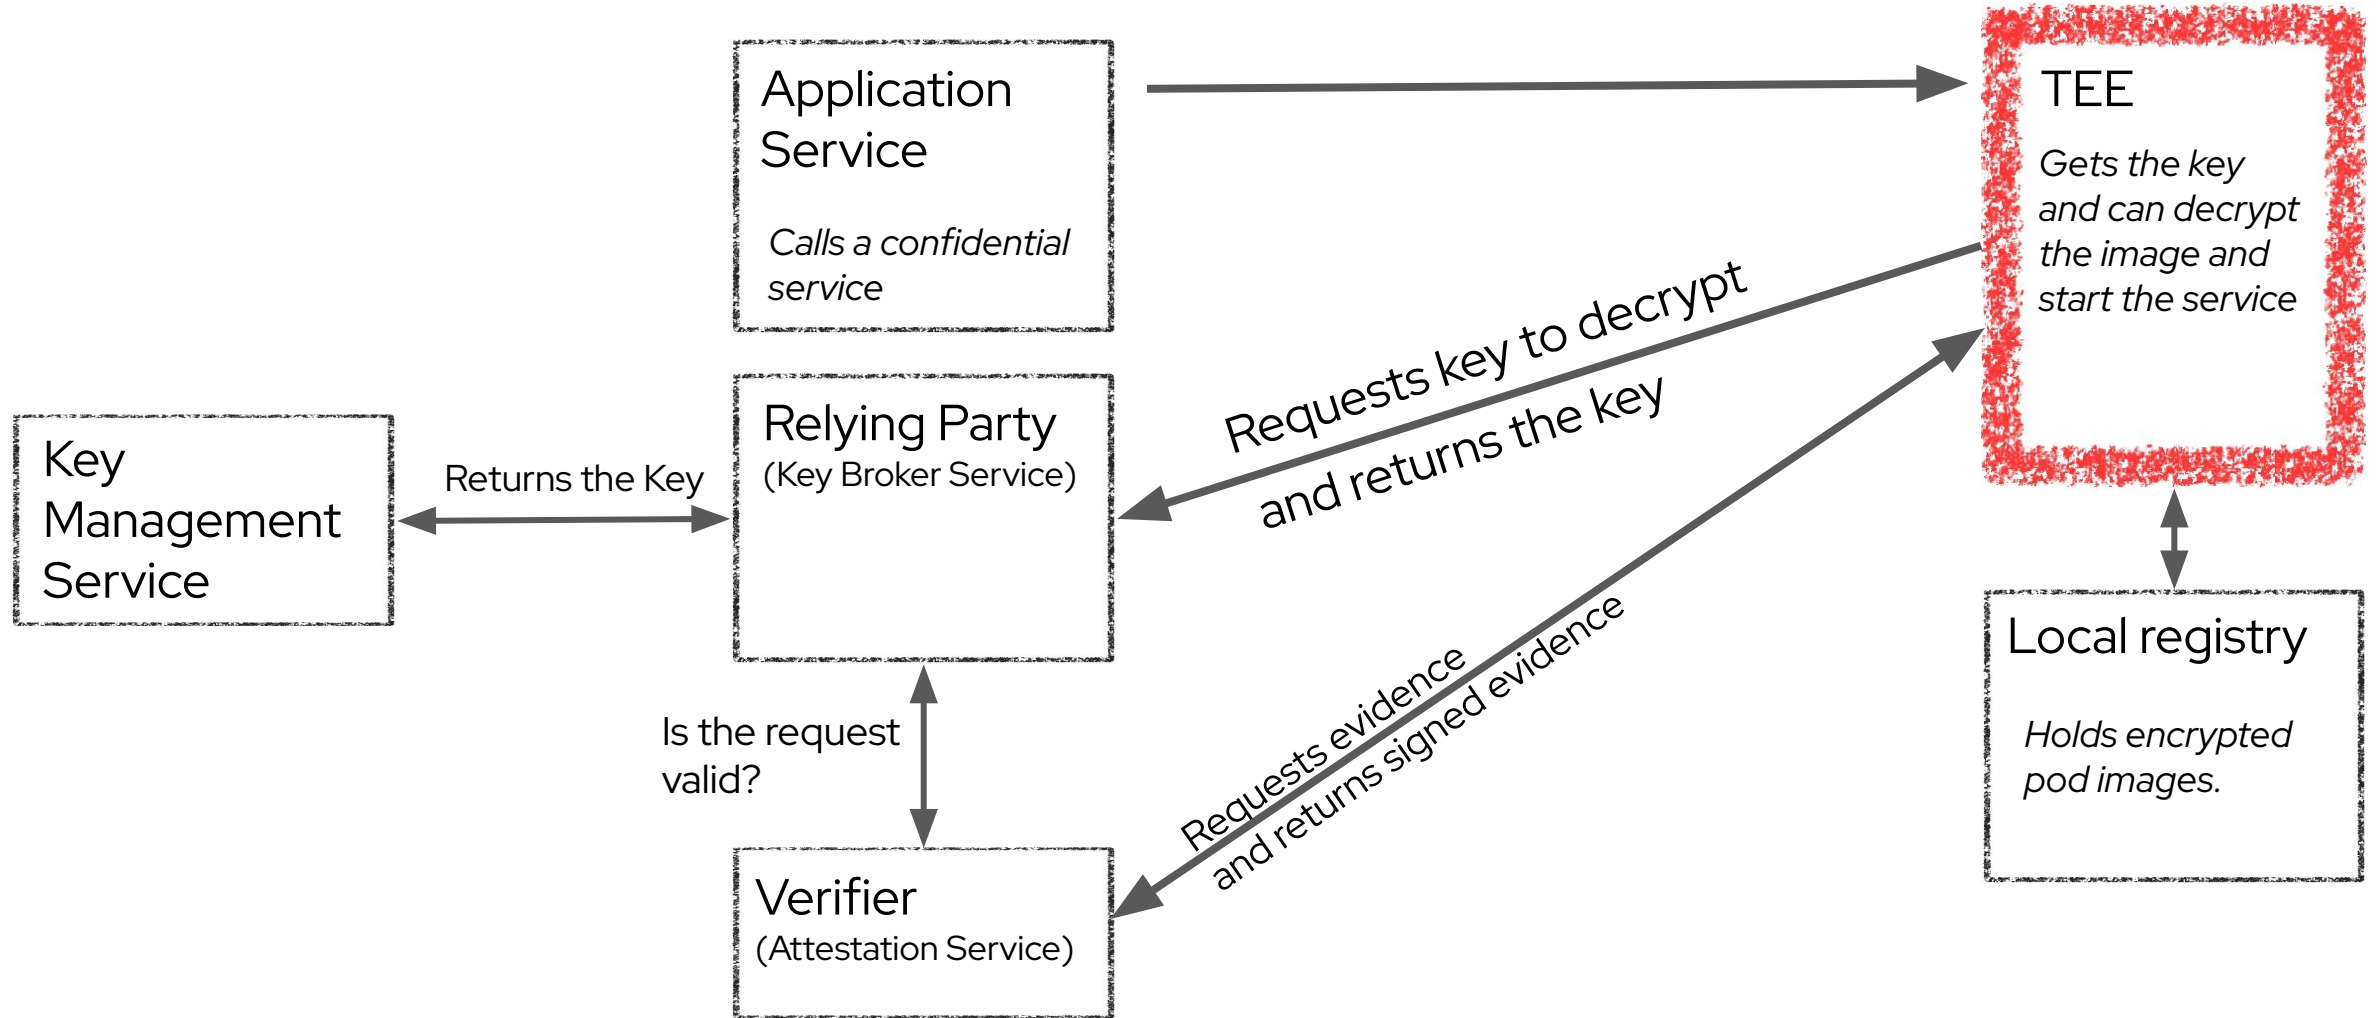 Application
Service
Calls a confidential
service
TEE
Gets the key
and can decrypt
the image and
start the service
Requests key to decrypt
and returns the key
Key
Management
Service
Returns the Key
Relying Party
(Key Broker Service)
Is the request
valid?
Requests evidence
and returns signed evidence
Local registry
Holds encrypted
pod images.
Verifier
(Attestation Service)